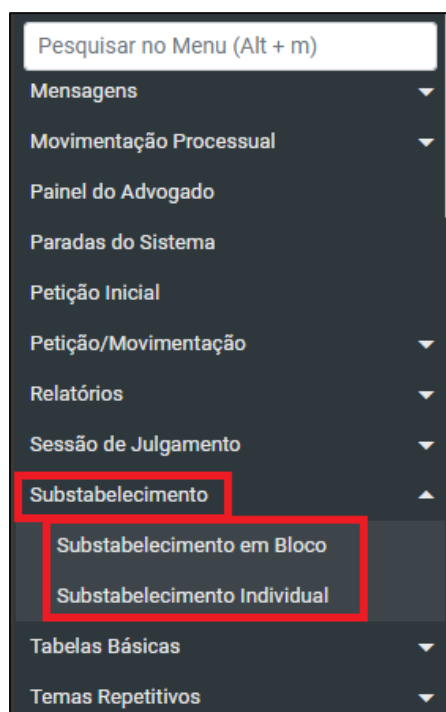 Pesquisar no Menu (Alt + m)
Mensagens
Movimentação Processual
Painel do Advogado
Paradas do Sistema
Petição Inicial
Petição/Movimentação
Relatórios
Sessão de Julgamento
Substabelecimento
Substabelecimento em Bloco
Substabelecimento Individual
Tabelas Básicas
Temas Repetitivos